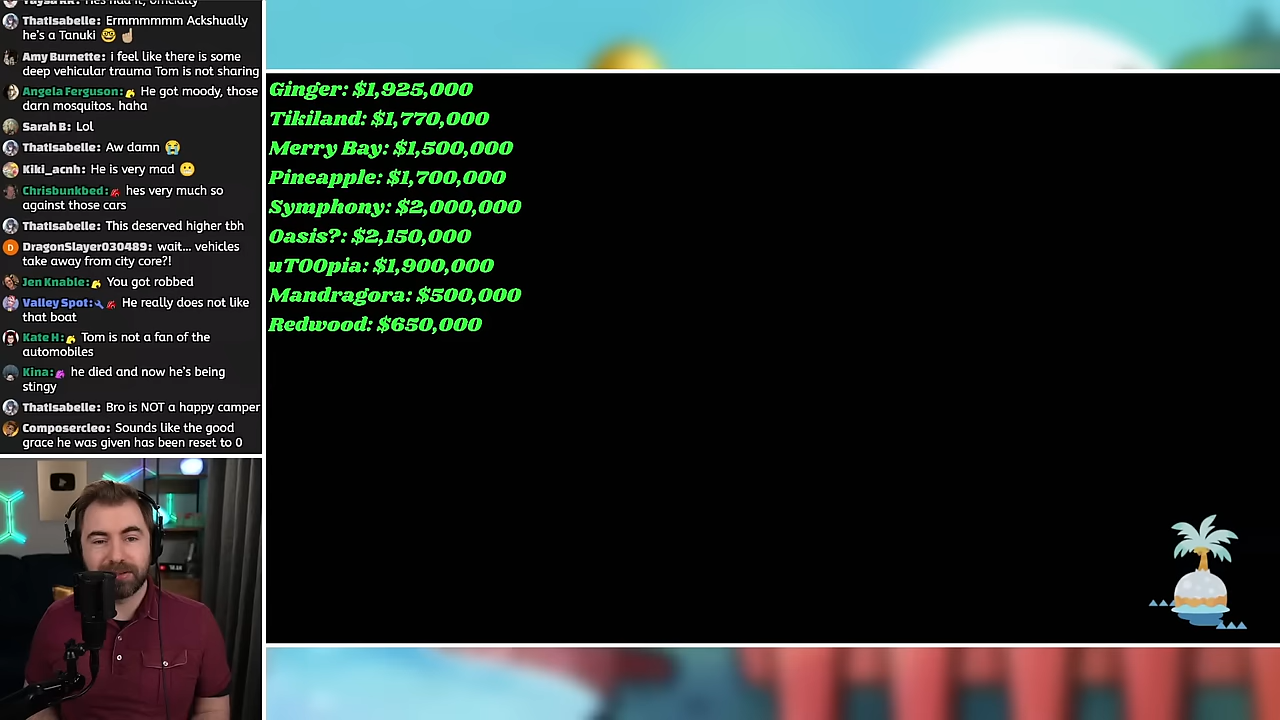 ThatIsabelle: Ermmmmmm Ackshually
he's a Tanuki 🤓 ☝🏼
Amy Burnette: i feel like there is some
deep vehicular trauma Tom is not sharing
Angela Ferguson: He got moody, those
darn mosquitos. haha
Sarah B: Lol
ThatIsabelle: Aw damn 😭
Kiki_acnh: He is very mad 😬
Chrisbunkbed: hes very much so
against those cars
ThatIsabelle: This deserved higher tbh
DragonSlayer030489: wait... vehicles
take away from city core?!
Jen Knable: You got robbed
Valley Spot: He really does not like
that boat
Kate H: Tom is not a fan of the
automobiles
Kina: he died and now he's being
stingy
ThatIsabelle: Bro is NOT a happy camper
Composercleo: Sounds like the good
grace he was given has been reset to 0
Ginger: $1,925,000
Tikiland: $1,770,000
Merry Bay: $1,500,000
Pineapple: $1,700,000
Symphony: $2,000,000
Oasis?: $2,150,000
uTOOpia: $1,900,000
Mandragora: $500,000
Redwood: $650,000